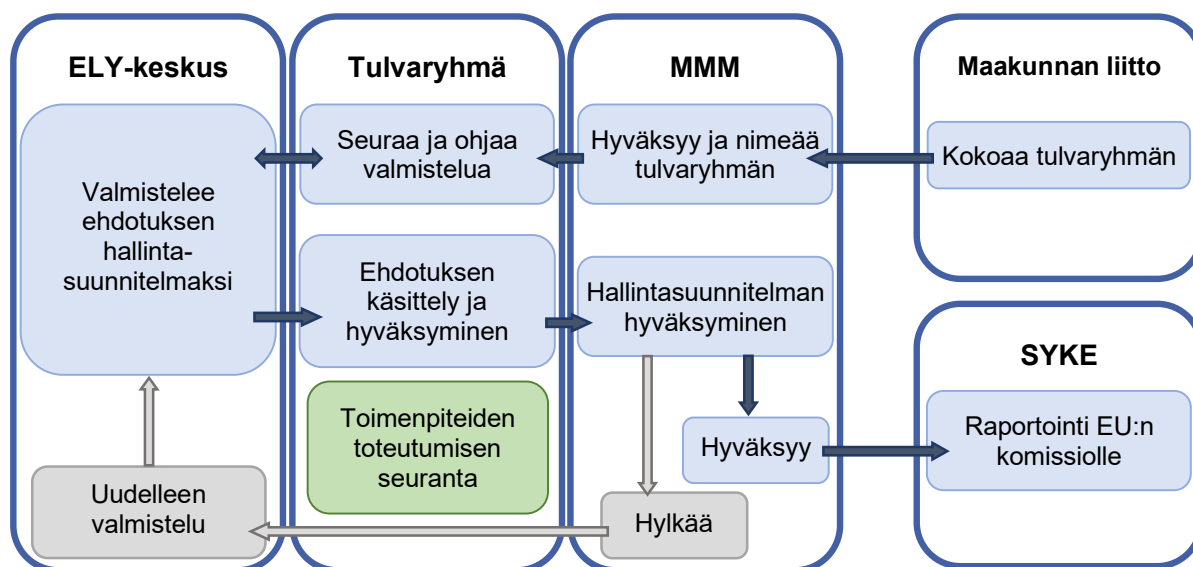 ELY-keskus
Valmistelee
ehdotuksen
hallinta-
suunnitelmaksi
Uudelleen
valmistelu
Tulvaryhmä
Seuraa ja ohjaa
valmistelua
Ehdotuksen
käsittely ja
hyväksyminen
Toimenpiteiden
toteutumisen
seuranta
MMM
Hyväksyy ja nimeää
tulvaryhmän
Hallintasuunnitelman
hyväksyminen
Hyväksyy
Hylkää
Maakunnan liitto
Kokoaa tulvaryhmän
SYKE
Raportointi EU:n
komissiolle